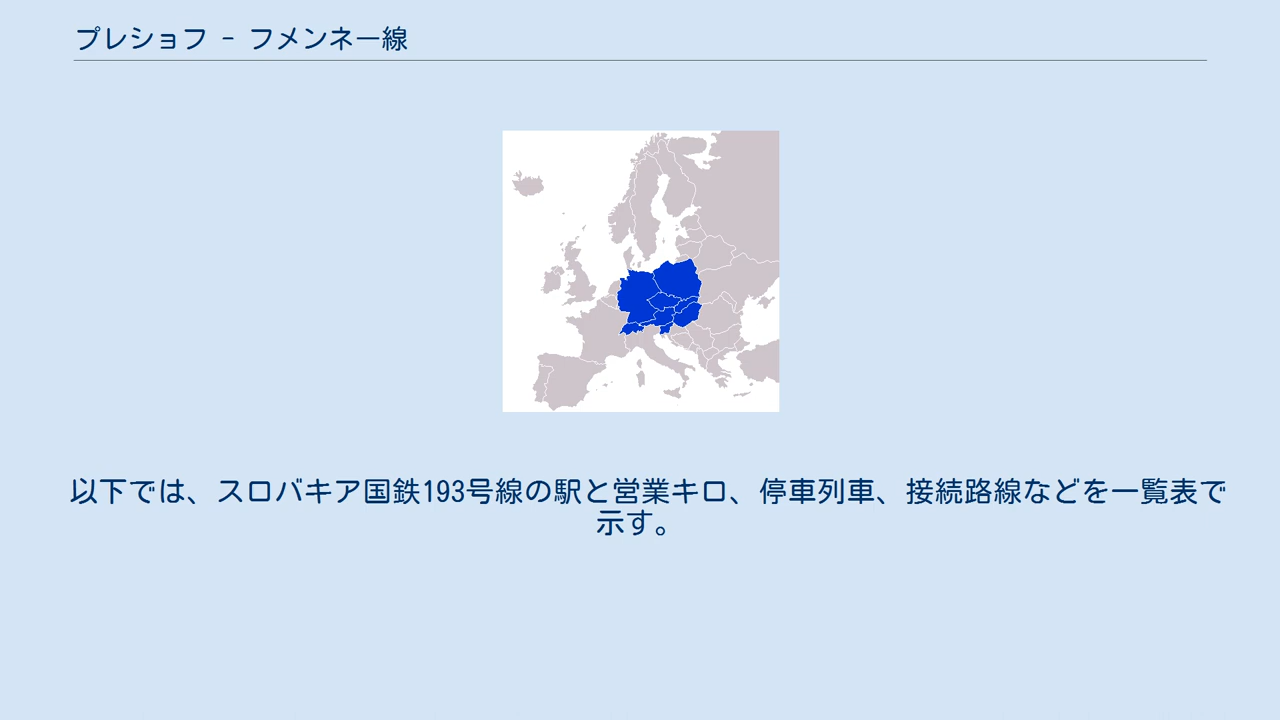 プレショフ - フメンネー線
以下では、スロバキア国鉄193号線の駅と営業キロ、停車列車、接続路線などを一覧表で
示す。